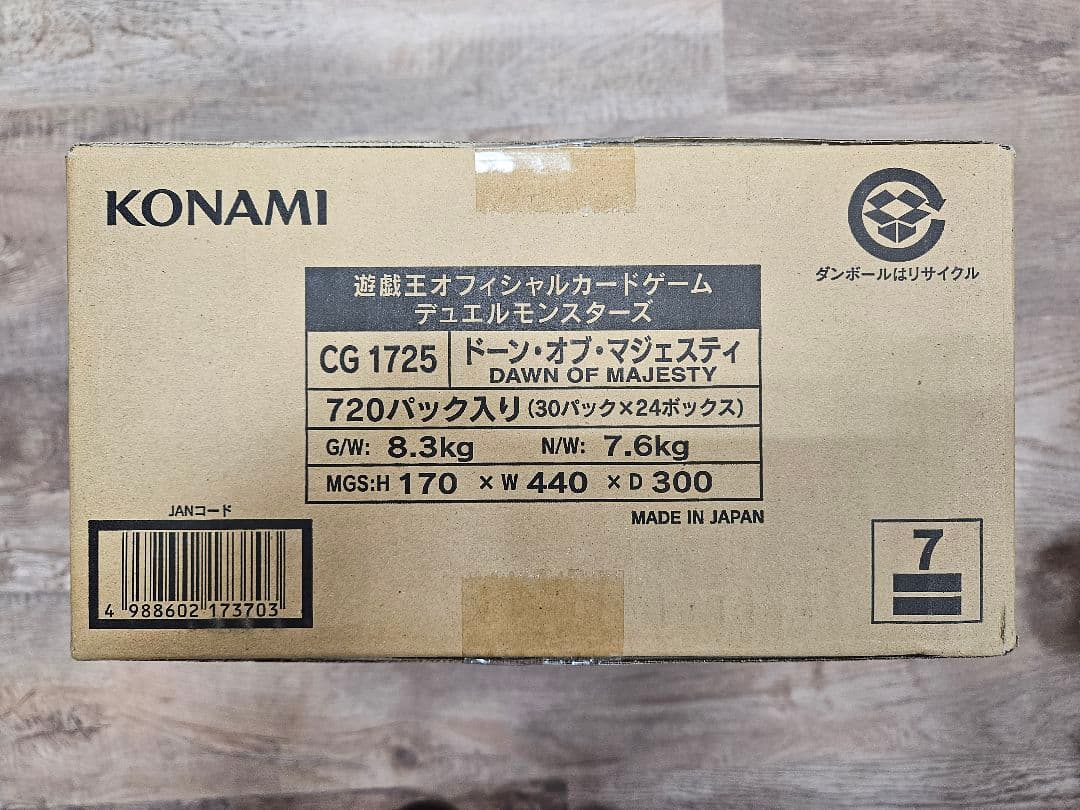 KONAMI
ダンボールはリサイクル
遊戯王オフィシャルカードゲーム
デュエルモンスターズ
CG 1725
ドーン・オブ・マジェスティ
DAWN OF MAJESTY
720パック入り(30パック×24ボックス)
G/W: 8.3kg N/W: 7.6kg
MGS:H 170 × W 440 × D 300
MADE IN JAPAN
JANコード
4 988602 173703
7